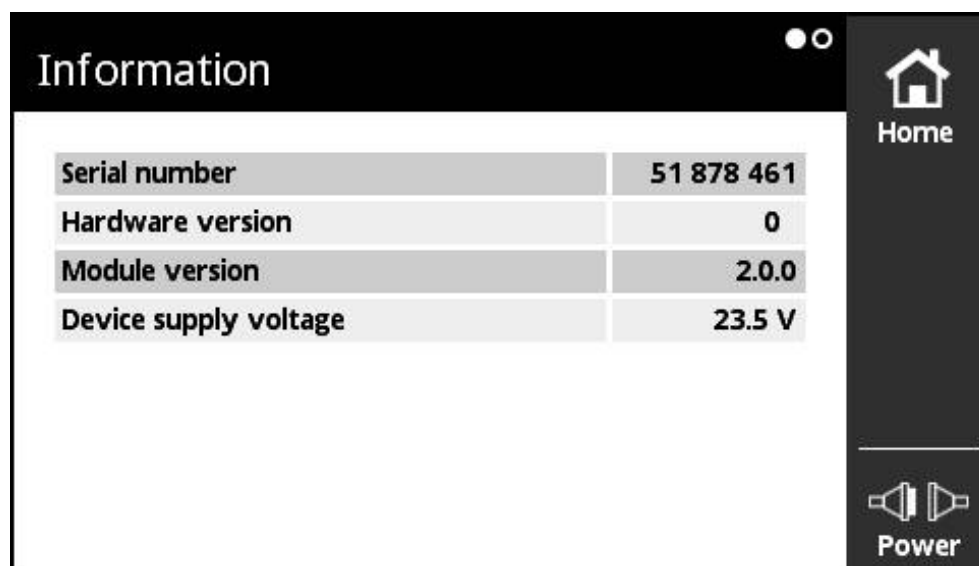 Information
Home
Serial number 51 878 461
Hardware version 0
Module version 2.0.0
Device supply voltage 23.5 V
Power